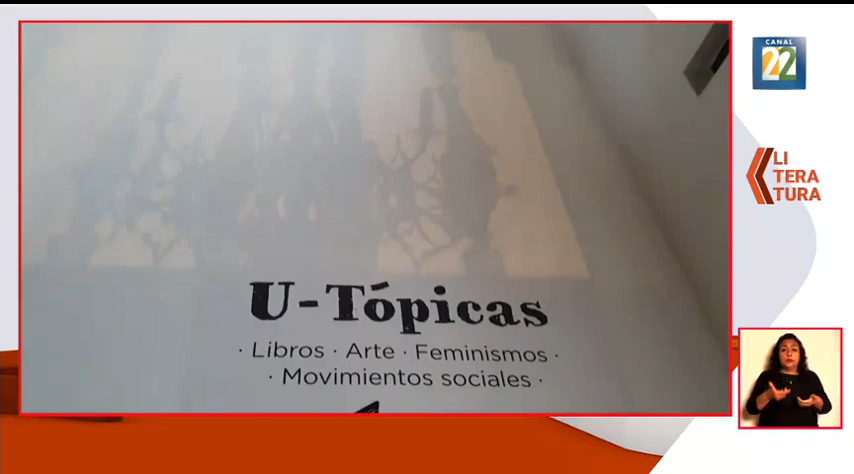 CANAL
22
LI
TERA
TURA
U-Tópicas
· Libros · Arte · Feminismos ·
· Movimientos sociales ·